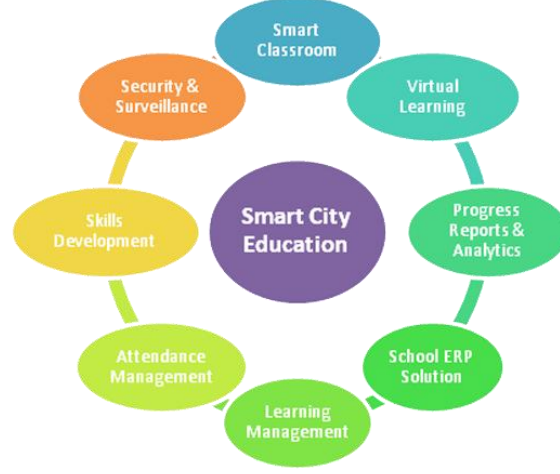 Smart
Classroom
Security &
Surveillance
Virtual
Learning
Skills
Development
Smart City
Education
Progress
Reports &
Analytics
Attendance
Management
School ERP
Solution
Learning
Management